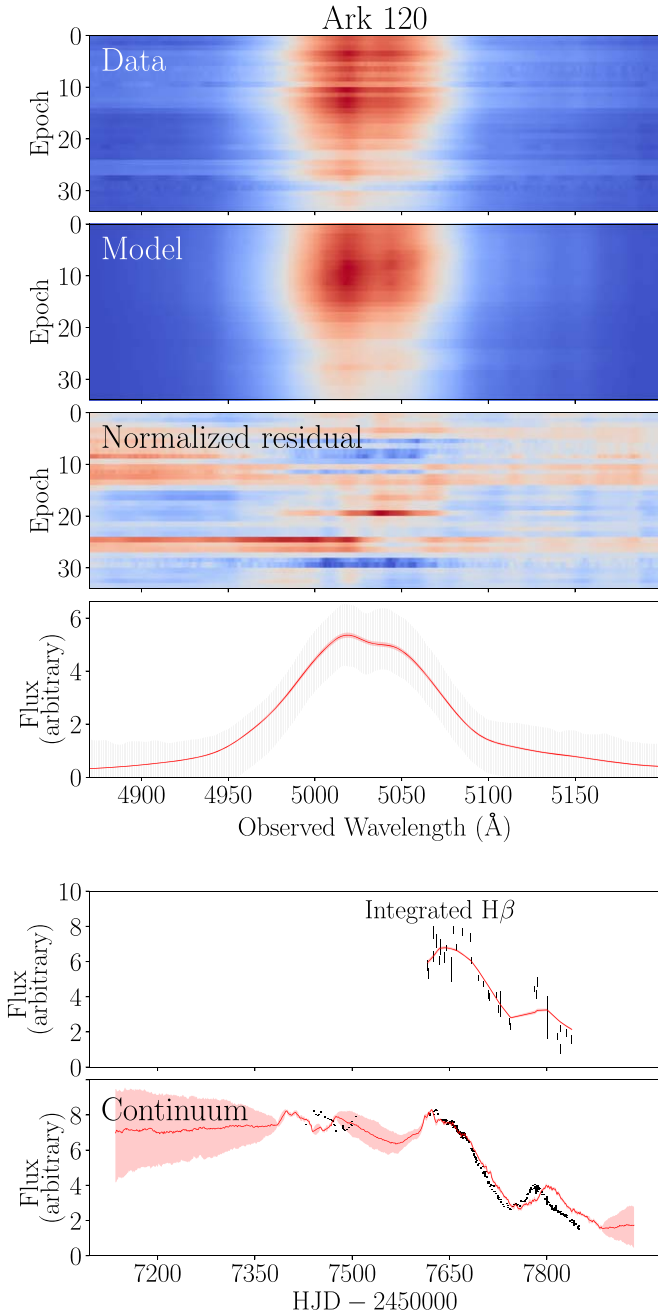 Ark 120
Data
Epoch
0
10
20
30
Model
Epoch
0
10
20
30
Normalized residual
Epoch
0
10
20
30
Flux
(arbitrary)
6
4
2
0
4900 4950 5000 5050 5100 5150
Observed Wavelength (Å)
Integrated Hβ
Flux
(arbitrary)
10
8
6
4
2
0
Continuum
Flux
(arbitrary)
8
6
4
2
0
7200 7350 7500 7650 7800
HJD − 2450000